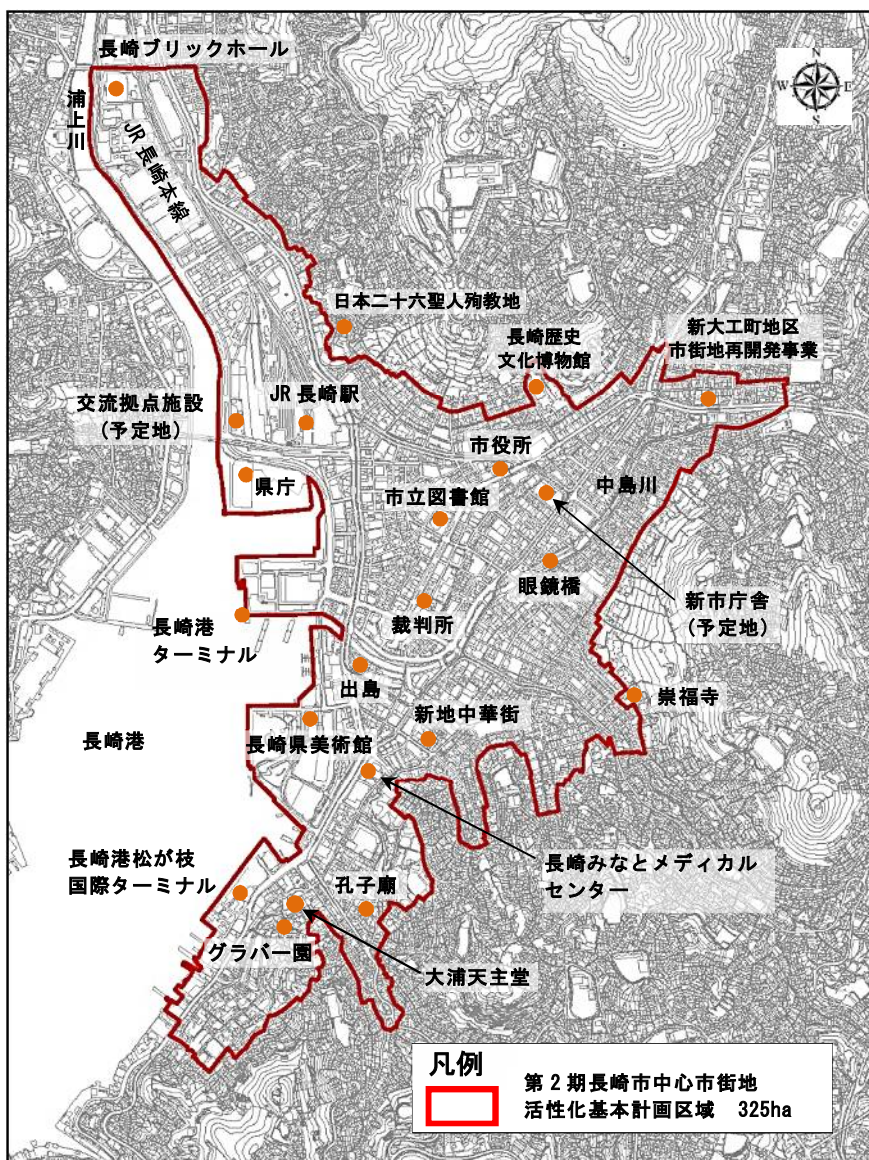 長崎ブリックホール
N
W E
S
浦上川
JR 長崎本線
日本二十六聖人殉教地
長崎歴史
文化博物館
新大工町地区
市街地再開発事業
交流拠点施設
(予定地)
JR 長崎駅
市役所
県庁
市立図書館
中島川
眼鏡橋
新市庁舎
(予定地)
裁判所
長崎港
ターミナル
出島
崇福寺
新地中華街
長崎港
長崎県美術館
長崎港松が枝
国際ターミナル
孔子廟
長崎みなとメディカル
センター
グラバー園
大浦天主堂
凡例
第2期長崎市中心市街地
活性化基本計画区域 325ha